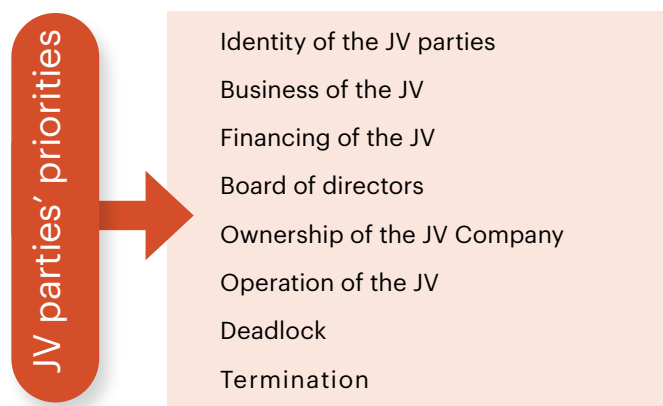 JV parties’ priorities
Identity of the JV parties
Business of the JV
Financing of the JV
Board of directors
Ownership of the JV Company
Operation of the JV
Deadlock
Termination